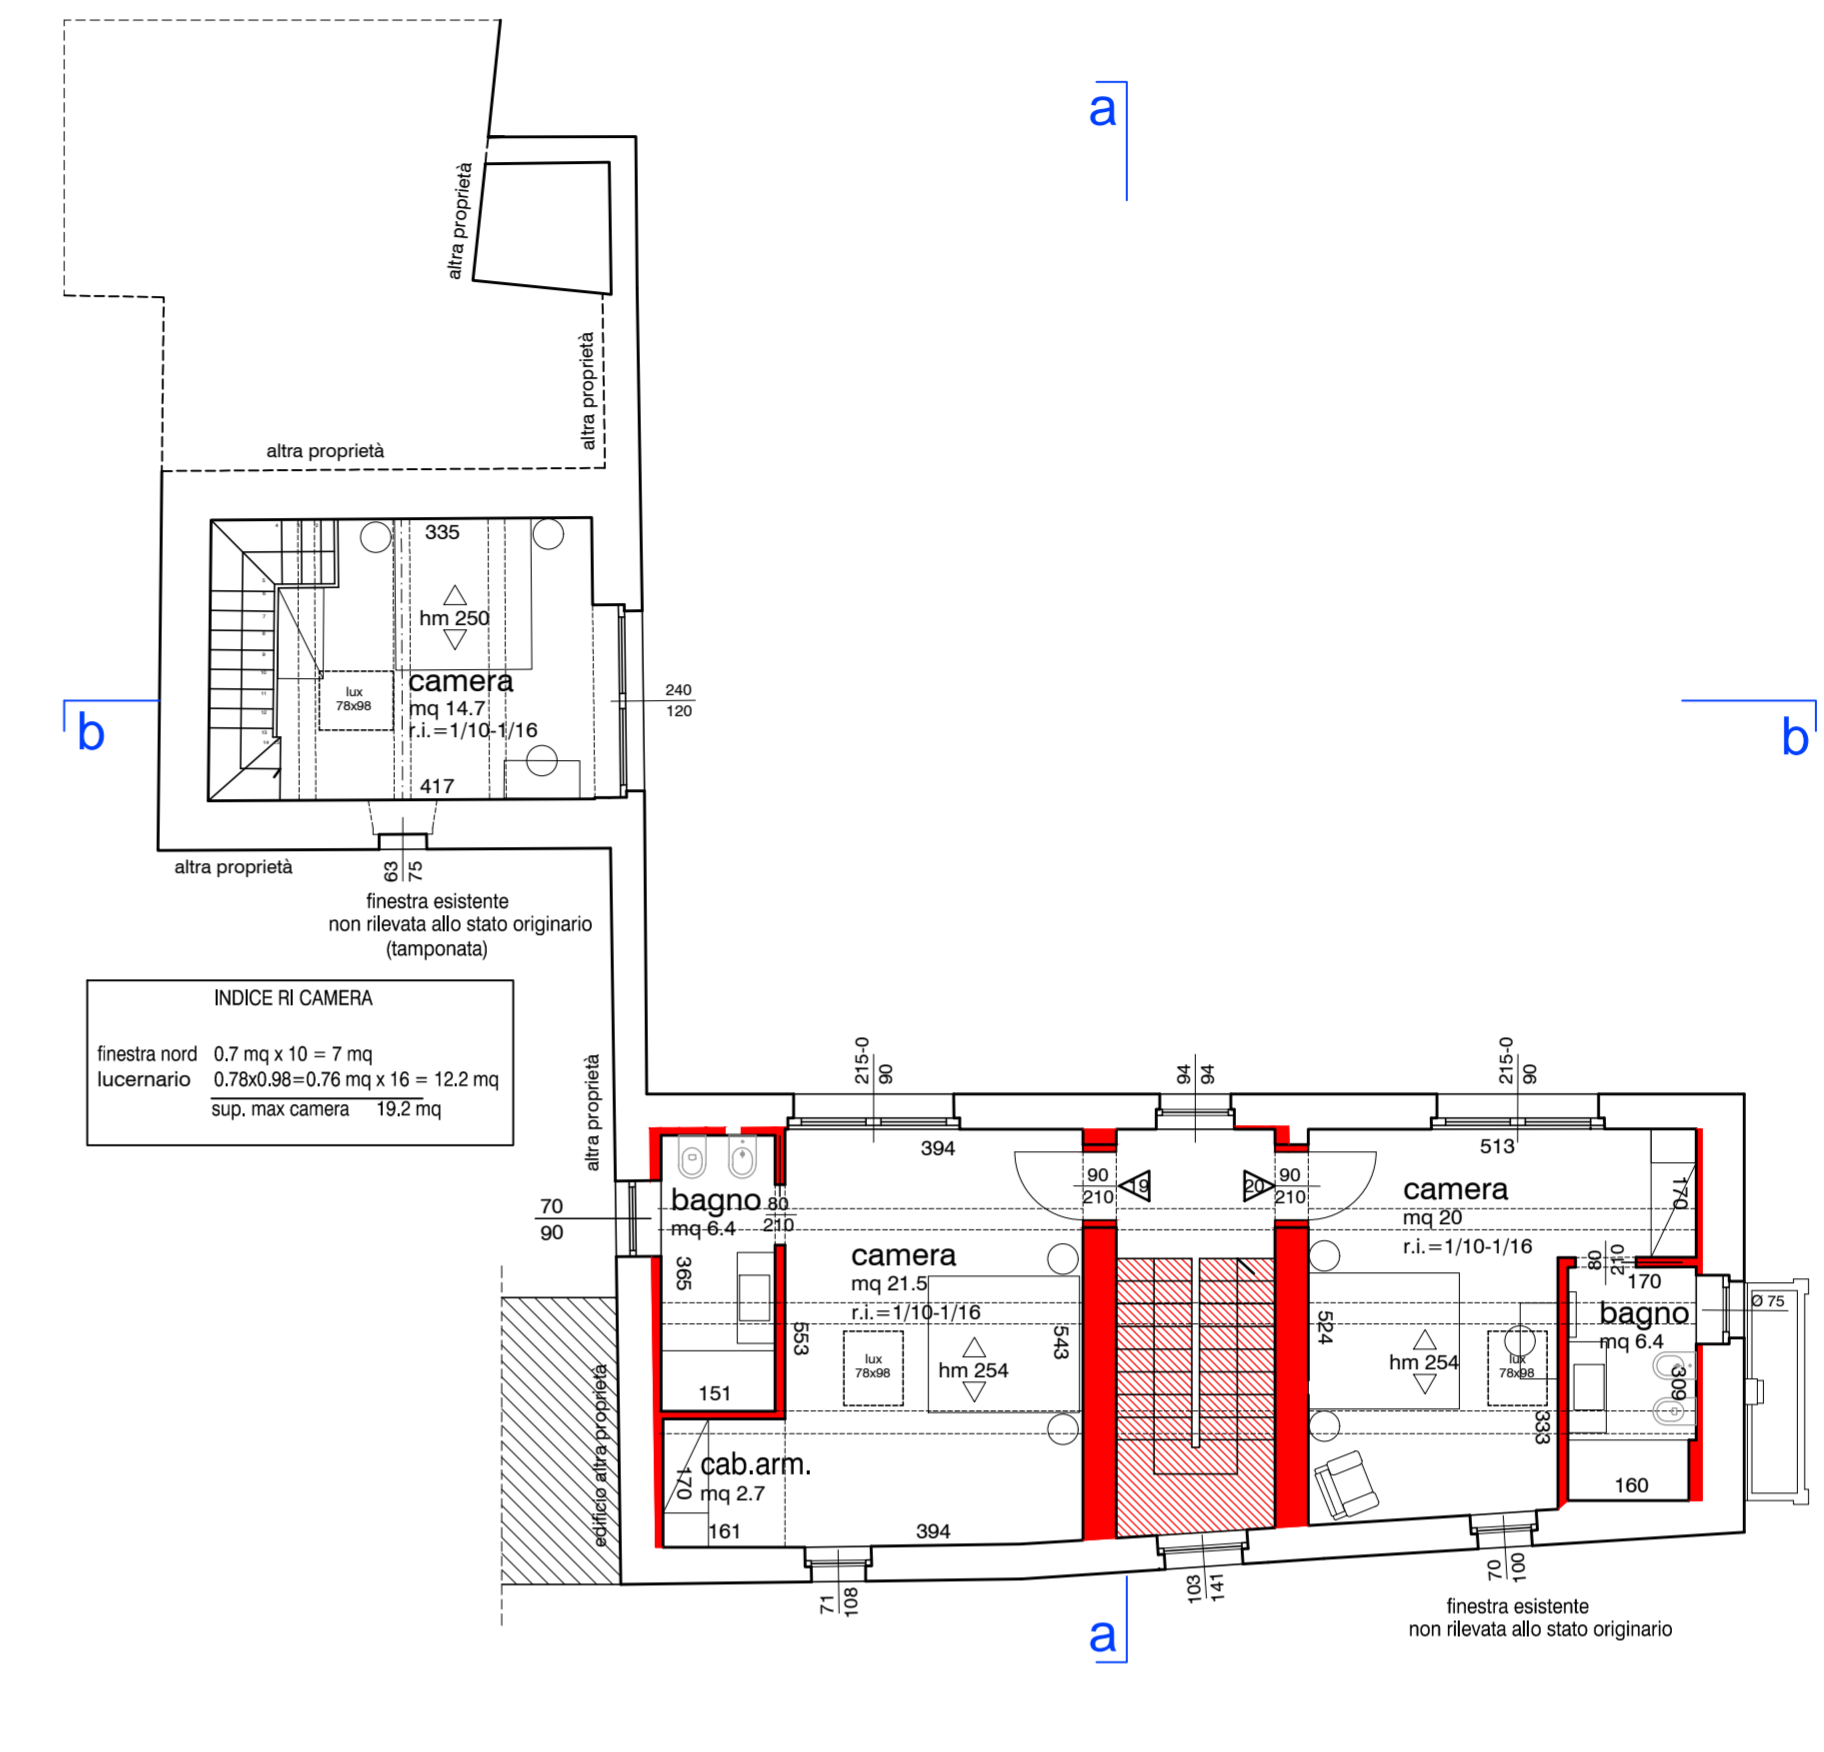 a
altra proprietà
altra proprietà
altra proprietà
335
hm 250
lux
78x98
camera
mq 14.7
r.i.=1/10-1/16
417
240
120
b
b
altra proprietà
63
75
finestra esistente
non rilevata allo stato originario
(tamponata)
INDICE RI CAMERA
finestra nord 0.7 mq x 10 = 7 mq
lucernario 0.78x0.98=0.76 mq x 16 = 12.2 mq
sup. max camera 19.2 mq
altra proprietà
215-0
90
94
94
215-0
90
394
513
90
210
19
20
90
210
70
90
bagno
mq 6.4
80
210
365
camera
mq 21.5
r.i.=1/10-1/16
553
543
lux
78x98
hm 254
151
camera
mq 20
r.i.=1/10-1/16
170
80
210
170
bagno
mq 6.4
Ø 75
524
hm 254
lux
78x98
309
333
160
edificio altra proprietà
cab.arm.
mq 2.7
170
161
394
71
108
103
141
70
100
finestra esistente
non rilevata allo stato originario
a